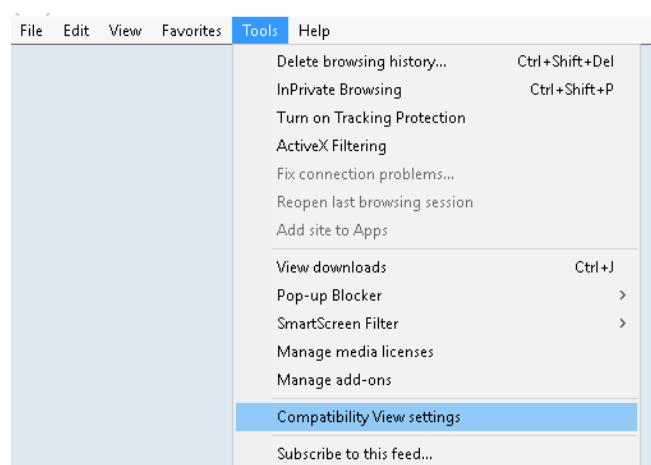 File Edit View Favorites Tools Help
Delete browsing history... Ctrl+Shift+Del
InPrivate Browsing Ctrl+Shift+P
Turn on Tracking Protection
ActiveX Filtering
Fix connection problems...
Reopen last browsing session
Add site to Apps
View downloads Ctrl+J
Pop-up Blocker >
SmartScreen Filter >
Manage media licenses
Manage add-ons
Compatibility View settings
Subscribe to this feed...